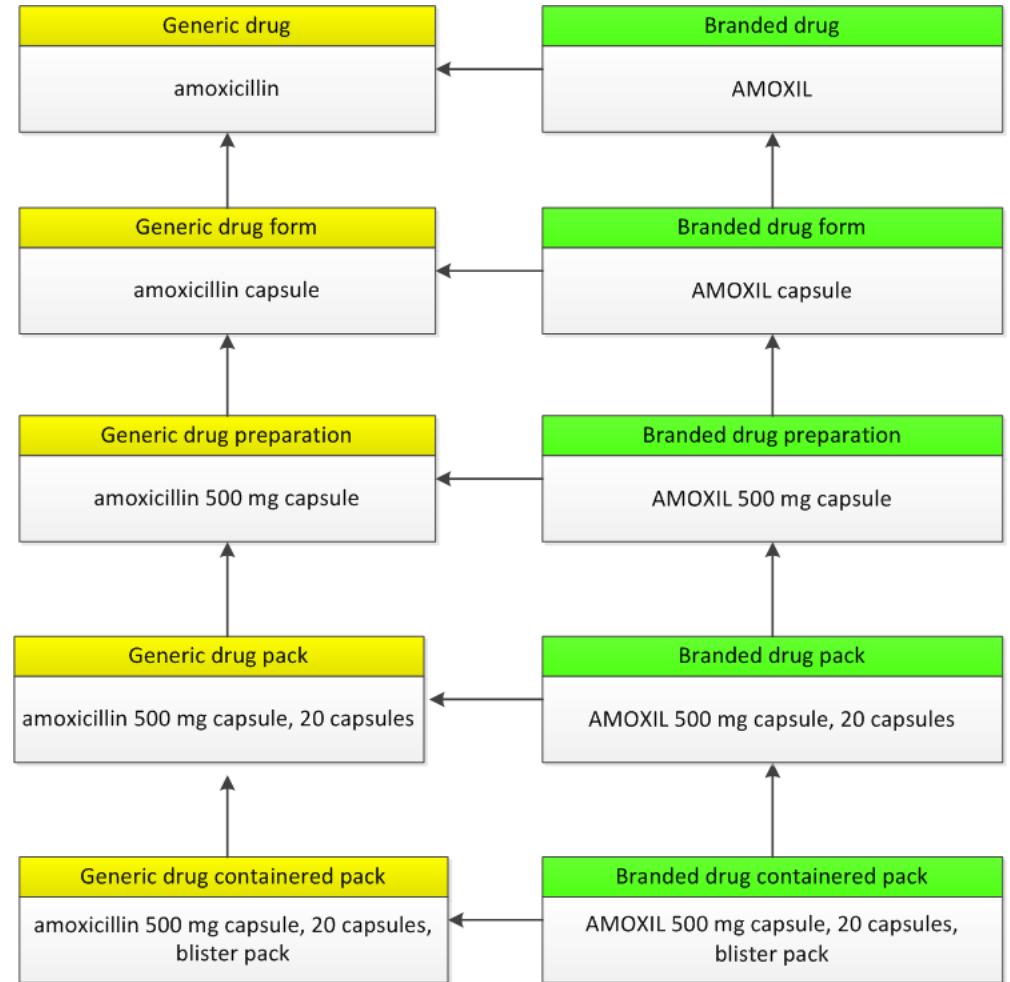 Generic drug
Branded drug
amoxicillin
AMOXIL
Generic drug form
Branded drug form
amoxicillin capsule
AMOXIL capsule
Generic drug preparation
Branded drug preparation
amoxicillin 500 mg capsule
AMOXIL 500 mg capsule
Generic drug pack
Branded drug pack
amoxicillin 500 mg capsule, 20 capsules
AMOXIL 500 mg capsule, 20 capsules
Generic drug containered pack
Branded drug containered pack
amoxicillin 500 mg capsule, 20 capsules,
blister pack
AMOXIL 500 mg capsule, 20 capsules,
blister pack